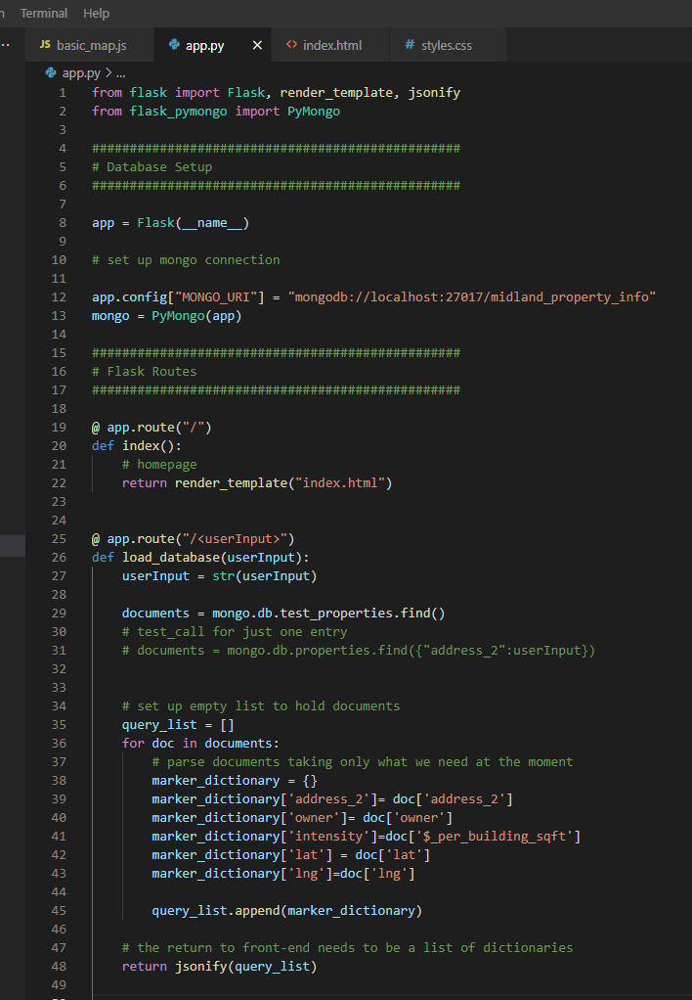 Terminal Help
JS basic_map.js app.py × <> index.html # styles.css
app.py > ...
1 from flask import Flask, render_template, jsonify
2 from flask_pymongo import PyMongo
3
4 #################################################
5 # Database Setup
6 #################################################
7
8 app = Flask(__name__)
9
10 # set up mongo connection
11
12 app.config["MONGO_URI"] = "mongodb://localhost:27017/midland_property_info"
13 mongo = PyMongo(app)
14
15 #################################################
16 # Flask Routes
17 #################################################
18
19 @ app.route("/")
20 def index():
21     # homepage
22     return render_template("index.html")
23
24
25 @ app.route("/<userInput>")
26 def load_database(userInput):
27     userInput = str(userInput)
28
29     documents = mongo.db.test_properties.find()
30     # test_call for just one entry
31     # documents = mongo.db.properties.find({"address_2":userInput})
32
33
34     # set up empty list to hold documents
35     query_list = []
36     for doc in documents:
37         # parse documents taking only what we need at the moment
38         marker_dictionary = {}
39         marker_dictionary['address_2']= doc['address_2']
40         marker_dictionary['owner']= doc['owner']
41         marker_dictionary['intensity']=doc['$_per_building_sqft']
42         marker_dictionary['lat'] = doc['lat']
43         marker_dictionary['lng']=doc['lng']
44
45         query_list.append(marker_dictionary)
46
47     # the return to front-end needs to be a list of dictionaries
48     return jsonify(query_list)
49